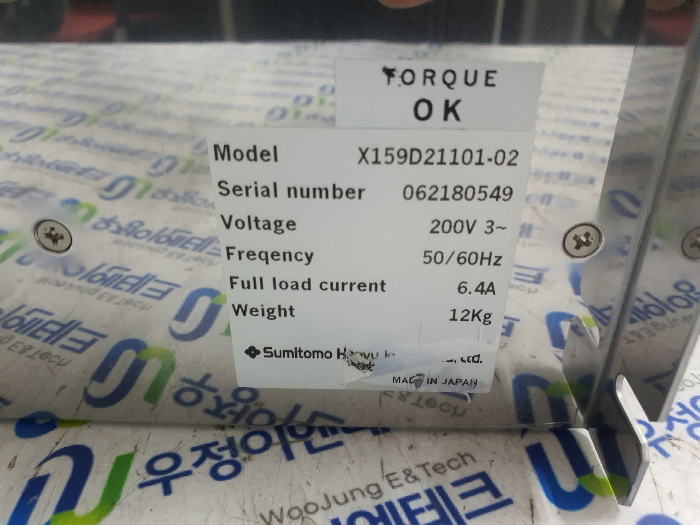 TORQUE
OK
Model X159D21101-02
Serial number 062180549
Voltage 200V 3~
Freqency 50/60Hz
Full load current 6.4A
Weight 12Kg
Sumitomo Ltd.
MADE IN JAPAN
우정이엔테크
WooJung E&Tech